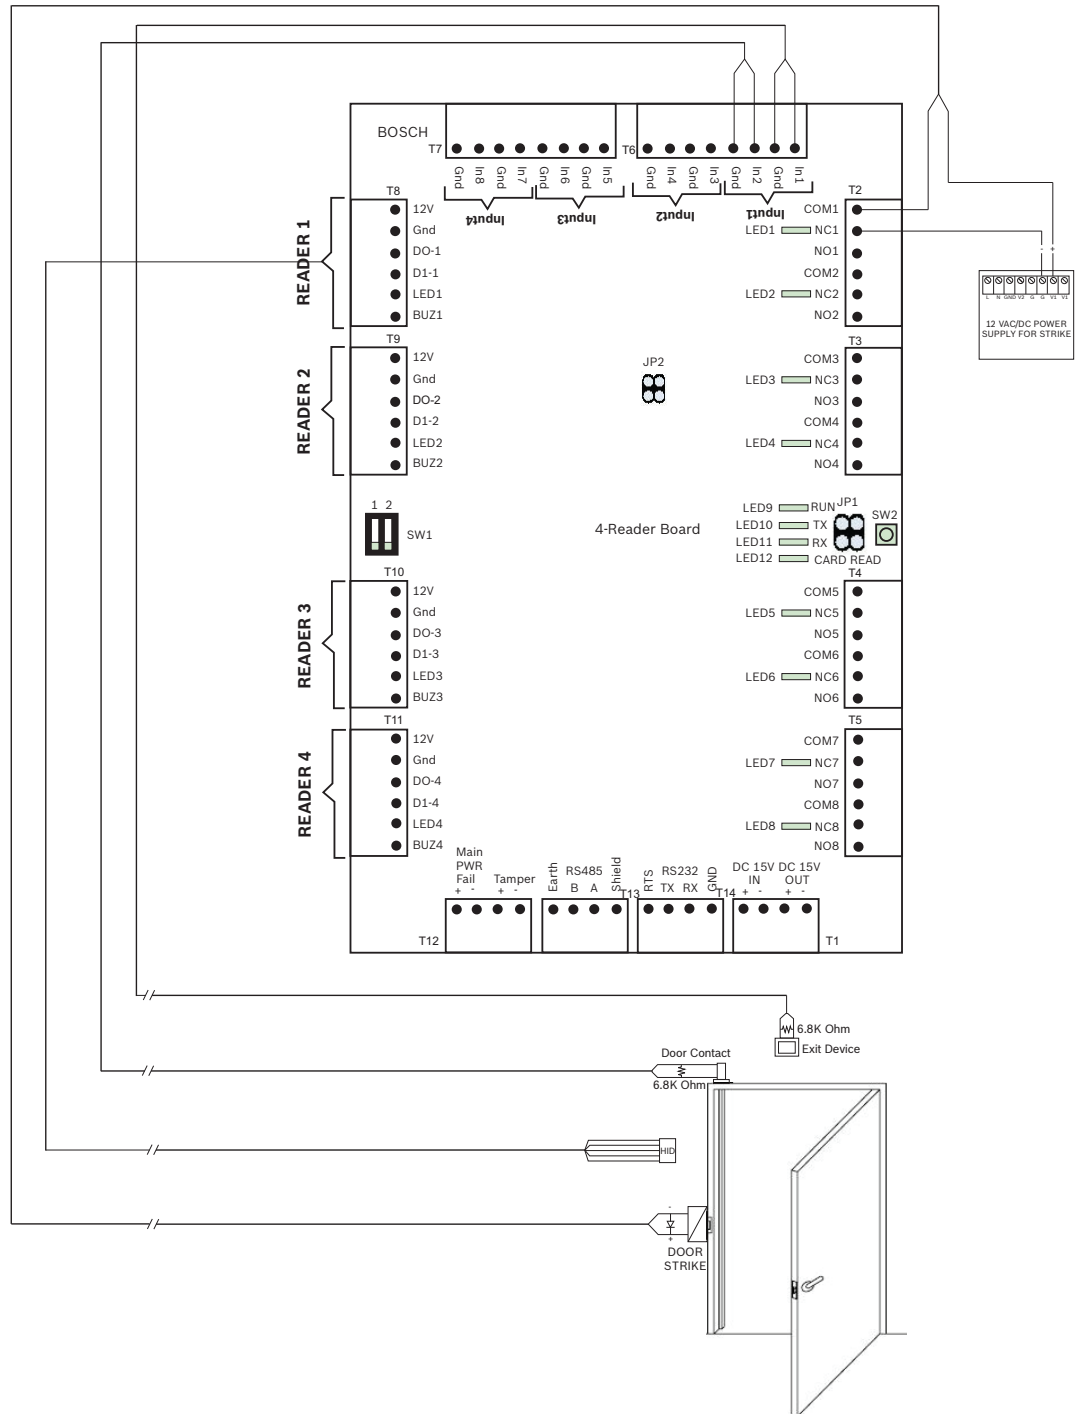 BOSCH
T7
T6
Gnd
In8
Gnd
In7
Gnd
In6
Gnd
In5
Gnd
In4
Gnd
In3
Gnd
In2
Gnd
In1
Input4
Input3
Input2
Input1
READER 1
T8
12V
Gnd
DO-1
D1-1
LED1
BUZ1
T2
COM1
LED1 NC1
NO1
COM2
LED2 NC2
NO2
- +
L N GND V2 G G V1 V1
12 VAC/DC POWER
SUPPLY FOR STRIKE
READER 2
T9
12V
Gnd
DO-2
D1-2
LED2
BUZ2
JP2
T3
COM3
LED3 NC3
NO3
COM4
LED4 NC4
NO4
1 2
SW1
4-Reader Board
LED9 RUN
LED10 TX
LED11 RX
LED12 CARD READ
JP1
SW2
READER 3
T10
12V
Gnd
DO-3
D1-3
LED3
BUZ3
T4
COM5
LED5 NC5
NO5
COM6
LED6 NC6
NO6
READER 4
T11
12V
Gnd
DO-4
D1-4
LED4
BUZ4
T5
COM7
LED7 NC7
NO7
COM8
LED8 NC8
NO8
Main
PWR
Fail
+ -
Tamper
+ -
Earth
RS485
B A
Shield
T13
RTS
RS232
TX RX
GND
T14
DC 15V
IN
+ -
DC 15V
OUT
+ -
T12
T1
6.8K Ohm
Exit Device
Door Contact
6.8K Ohm
HID
-
+
DOOR
STRIKE